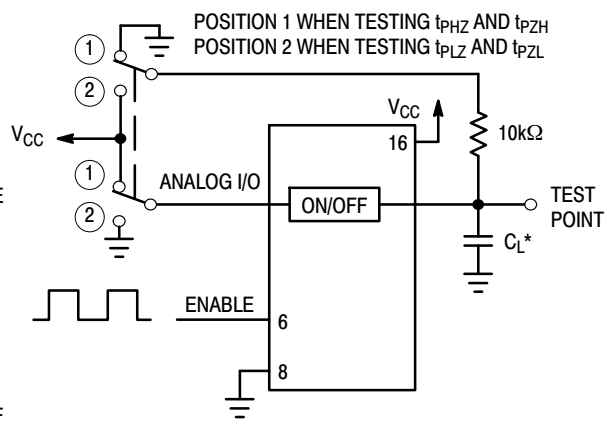 POSITION 1 WHEN TESTING tPHZ AND tPZH
POSITION 2 WHEN TESTING tPLZ AND tPZL
1
2
VCC
VCC
16
10kΩ
1
2
ANALOG I/O
ON/OFF
TEST
POINT
CL*
E
ENABLE
6
8
F